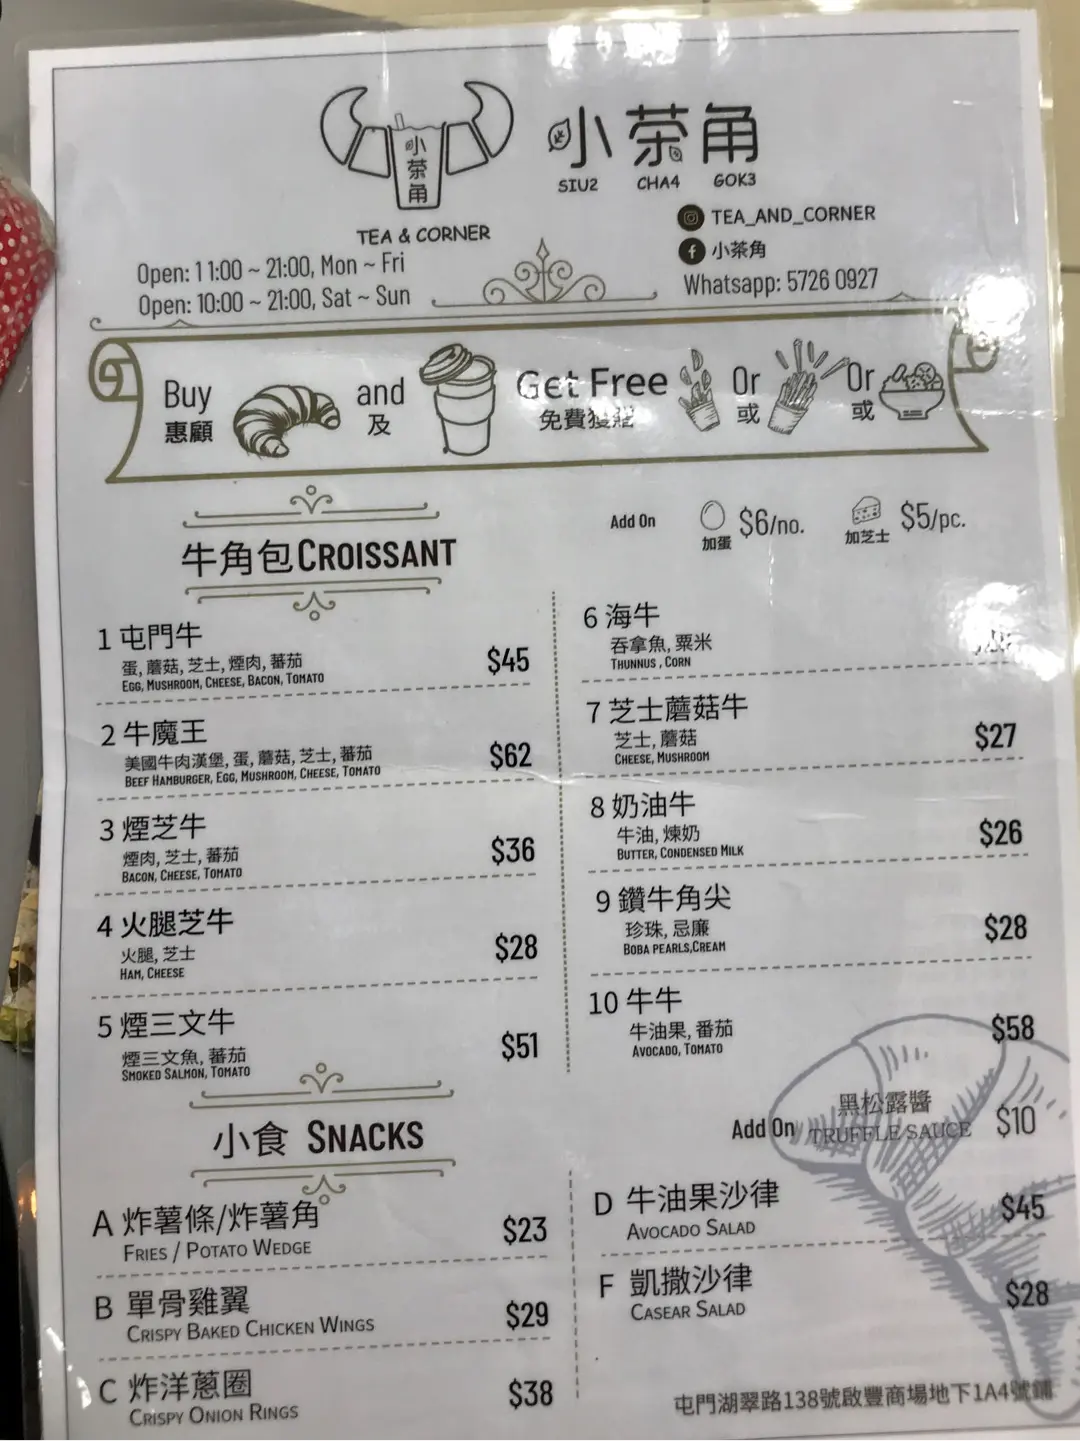 小茶角
小茶角
SIU2 CHA4 GOK3
TEA & CORNER
TEA_AND_CORNER
小茶角
Whatsapp: 5726 0927
Open: 11:00 ~ 21:00, Mon ~ Fri
Open: 10:00 ~ 21:00, Sat ~ Sun
Buy and Get Free Or Or
惠顧 及 免費獲贈 或 或
牛角包 CROISSANT
Add On $6/no. $5/pc.
加蛋 加芝士
1 屯門牛 $45
蛋, 蘑菇, 芝士, 煙肉, 蕃茄
EGG, MUSHROOM, CHEESE, BACON, TOMATO
2 牛魔王 $62
美國牛肉漢堡, 蛋, 蘑菇, 芝士, 蕃茄
BEEF HAMBURGER, EGG, MUSHROOM, CHEESE, TOMATO
3 煙芝牛 $36
煙肉, 芝士, 蕃茄
BACON, CHEESE, TOMATO
4 火腿芝牛 $28
火腿, 芝士
HAM, CHEESE
5 煙三文牛 $51
煙三文魚, 蕃茄
SMOKED SALMON, TOMATO
6 海牛
吞拿魚, 粟米
THUNNUS , CORN
7 芝士蘑菇牛 $27
芝士, 蘑菇
CHEESE, MUSHROOM
8 奶油牛 $26
牛油, 煉奶
BUTTER, CONDENSED MILK
9 鑽牛角尖 $28
珍珠, 忌廉
BOBA PEARLS,CREAM
10 牛牛 $58
牛油果, 番茄
AVOCADO, TOMATO
Add On 黑松露醬 $10
TRUFFLE SAUCE
小食 SNACKS
A 炸薯條/炸薯角 $23
FRIES / POTATO WEDGE
B 單骨雞翼 $29
CRISPY BAKED CHICKEN WINGS
C 炸洋蔥圈 $38
CRISPY ONION RINGS
D 牛油果沙律 $45
AVOCADO SALAD
F 凱撒沙律 $28
CASEAR SALAD
屯門湖翠路138號啟豐商場地下1A4號鋪